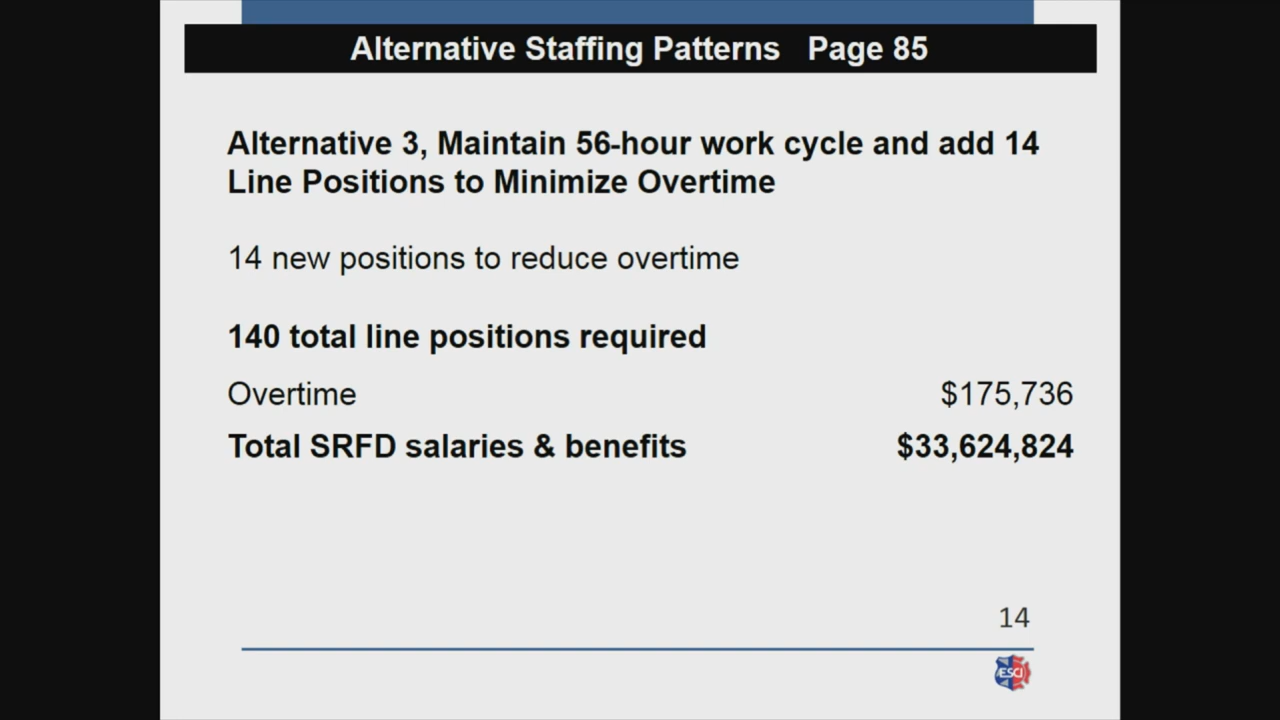 Alternative Staffing Patterns Page 85
Alternative 3, Maintain 56-hour work cycle and add 14
Line Positions to Minimize Overtime
14 new positions to reduce overtime
140 total line positions required
Overtime $175,736
Total SRFD salaries & benefits $33,624,824
14
ESCI